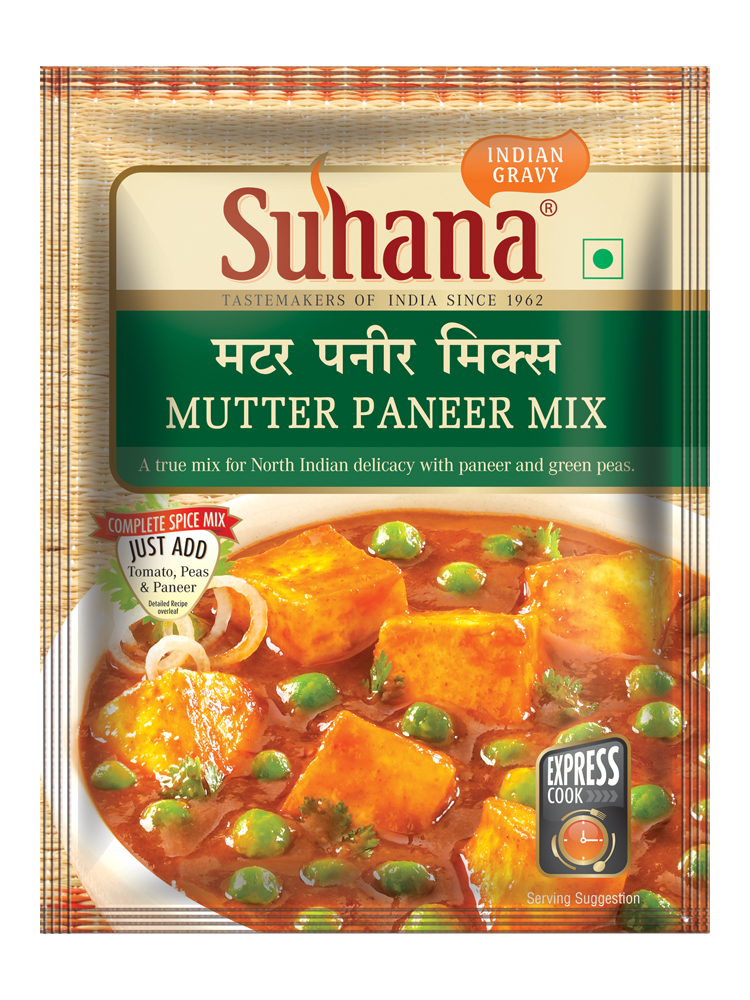 INDIAN
GRAVY
Suhana®
TASTEMAKERS OF INDIA SINCE 1962
मटर पनीर मिक्स
MUTTER PANEER MIX
A true mix for North Indian delicacy with paneer and green peas.
COMPLETE SPICE MIX
JUST ADD
Tomato, Peas
& Paneer
Detailed Recipe
overleaf
EXPRESS
COOK
Serving Suggestion